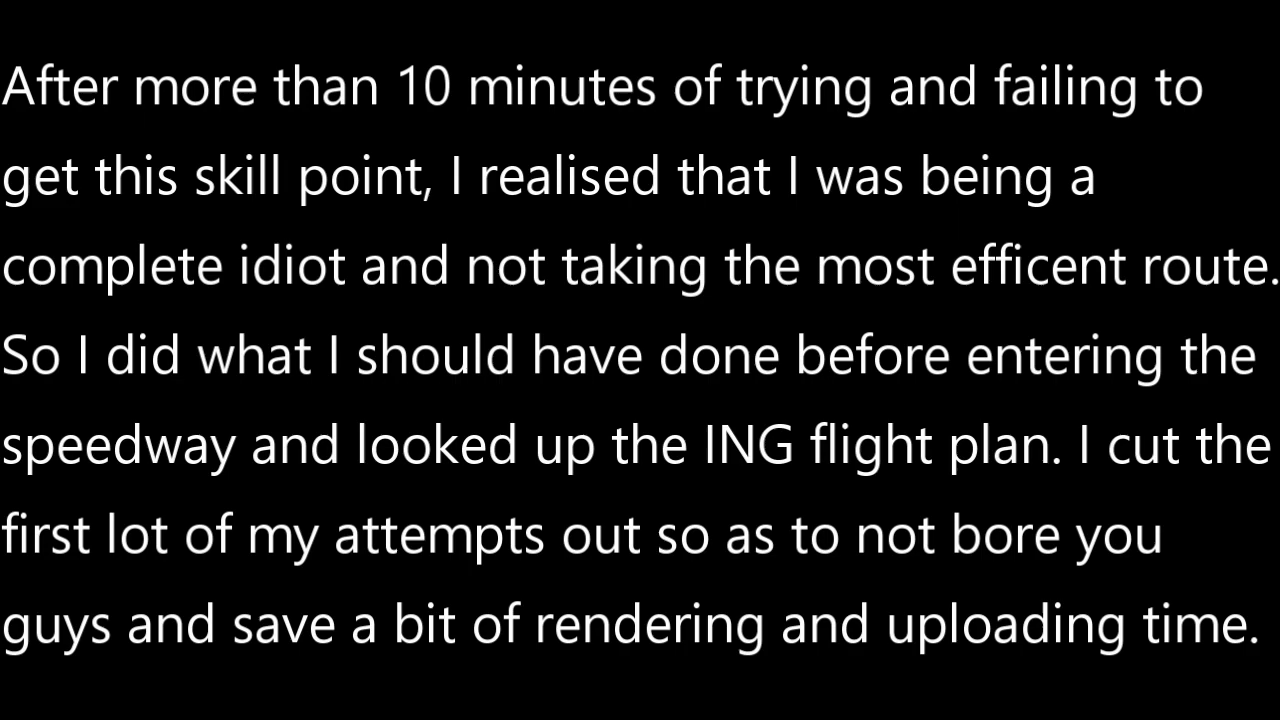 After more than 10 minutes of trying and failing to
get this skill point, I realised that I was being a
complete idiot and not taking the most efficent route.
So I did what I should have done before entering the
speedway and looked up the ING flight plan. I cut the
first lot of my attempts out so as to not bore you
guys and save a bit of rendering and uploading time.